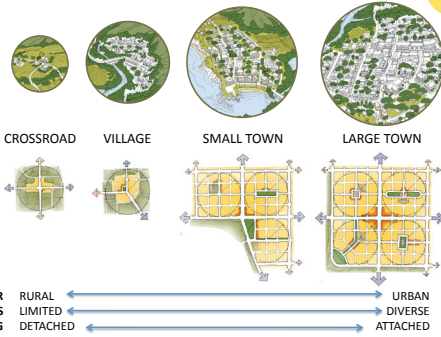 CROSSROAD VILLAGE SMALL TOWN LARGE TOWN
R RURAL URBAN
S LIMITED DIVERSE
G DETACHED ATTACHED